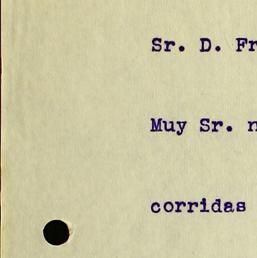 Sr. D. Fr
Muy Sr. n
corridas